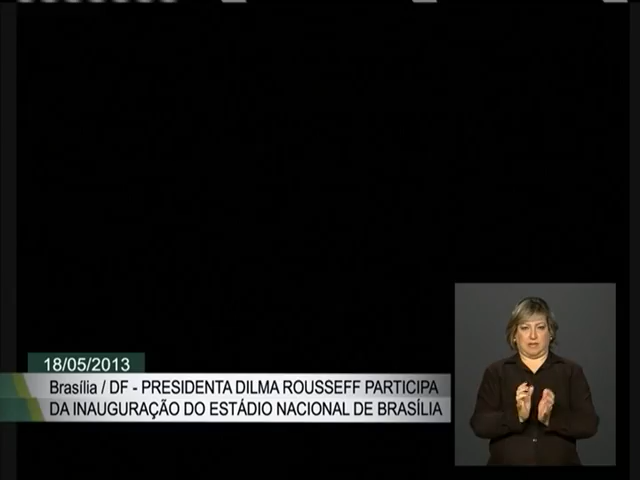 18/05/2013
Brasília / DF - PRESIDENTA DILMA ROUSSEFF PARTICIPA
DA INAUGURAÇÃO DO ESTÁDIO NACIONAL DE BRASÍLIA